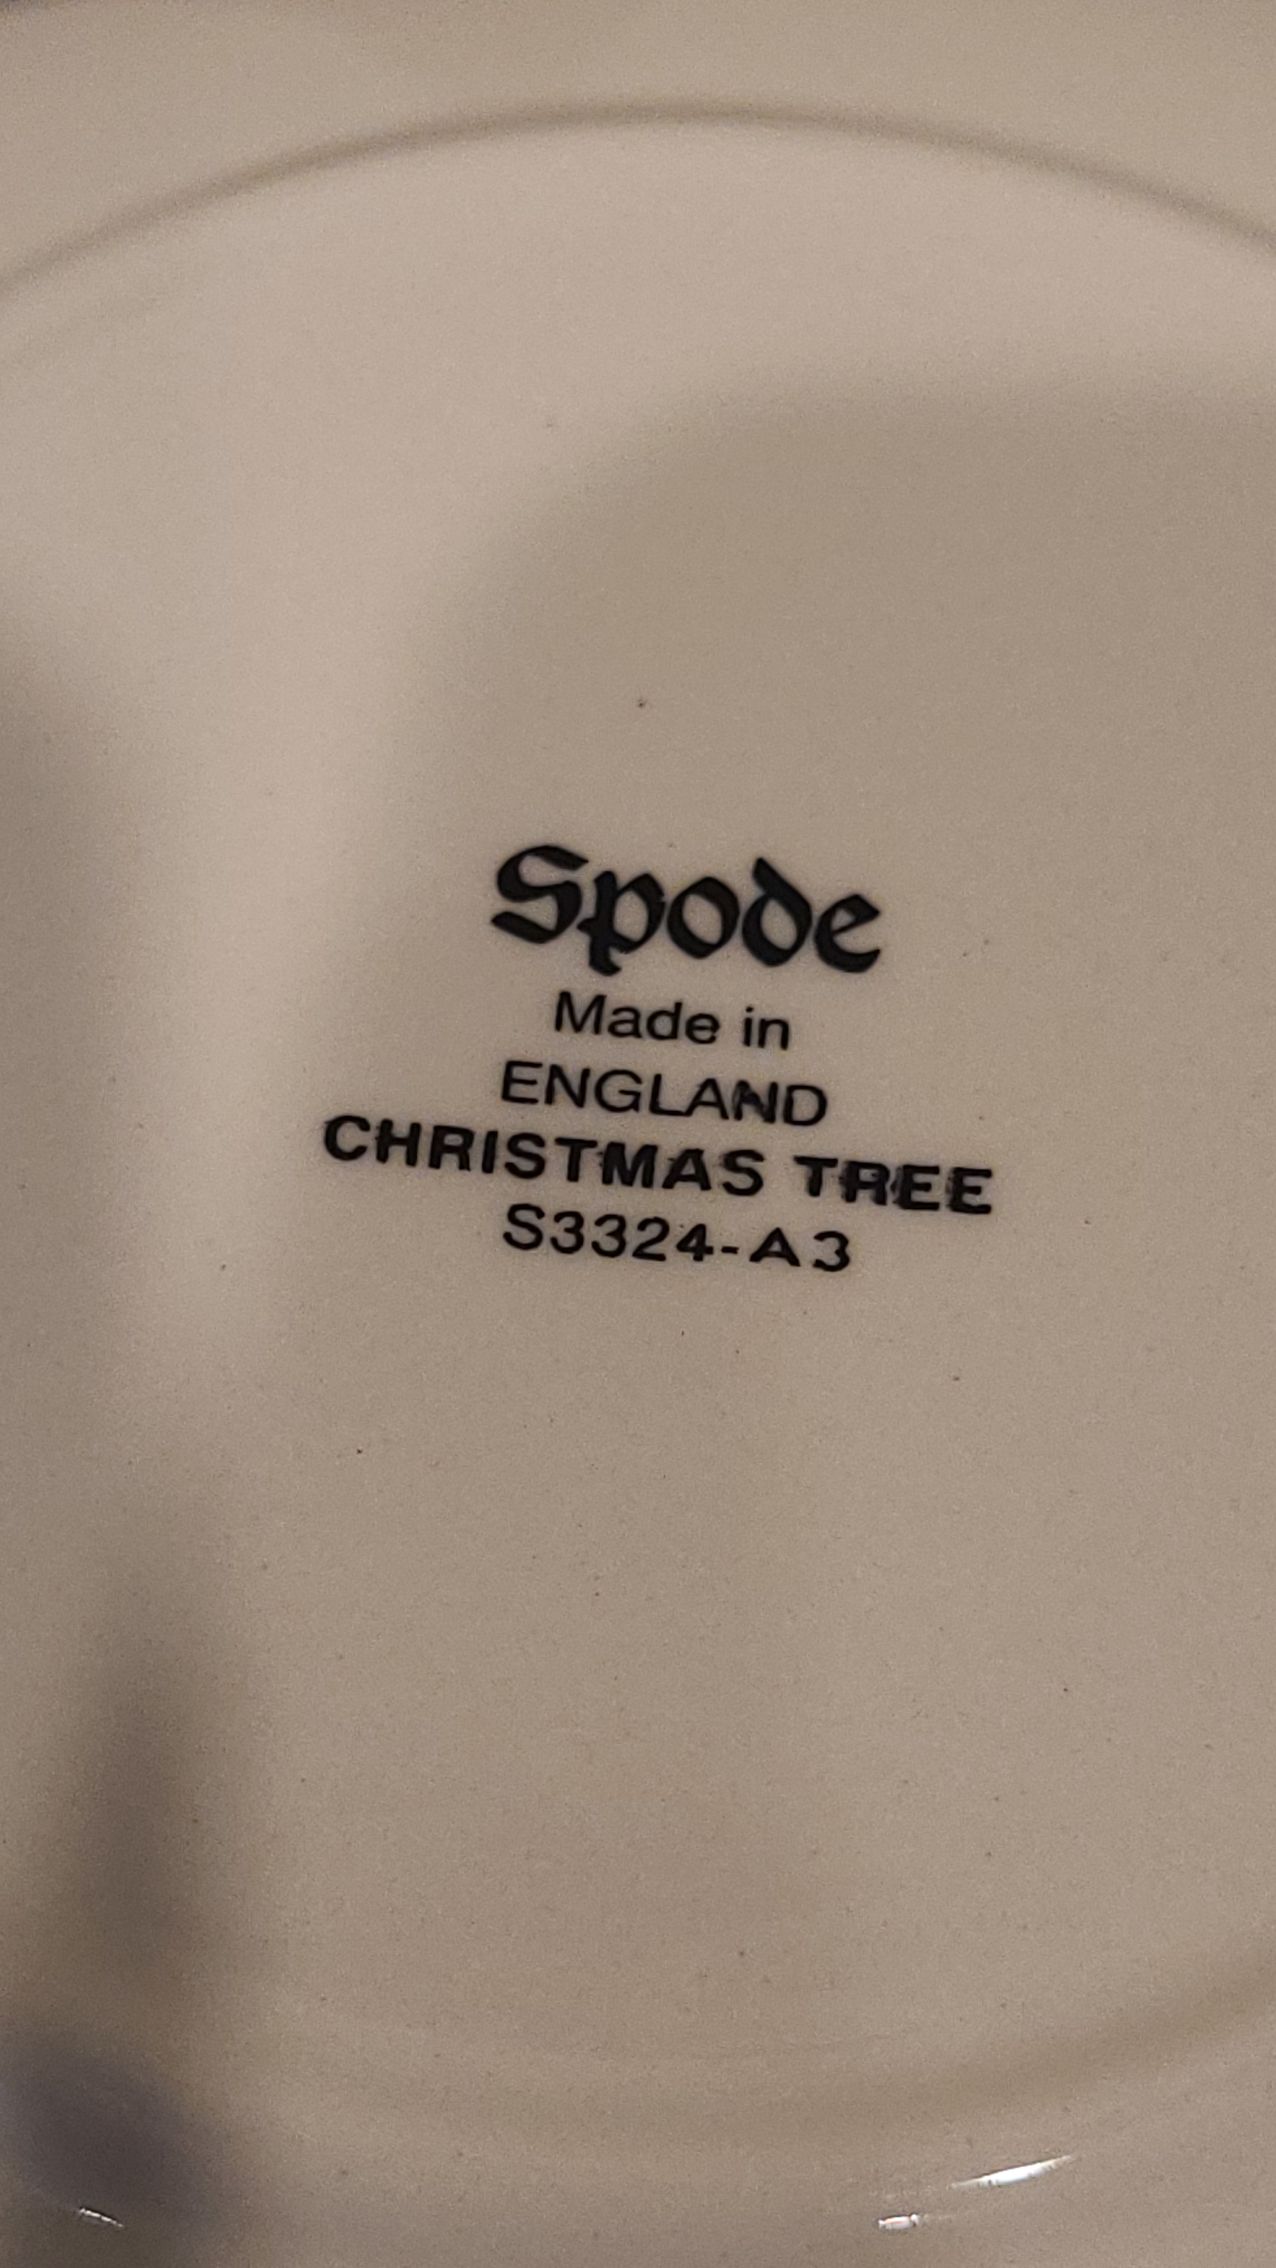 Spode
Made in
ENGLAND
CHRISTMAS TREE
S3324-A3